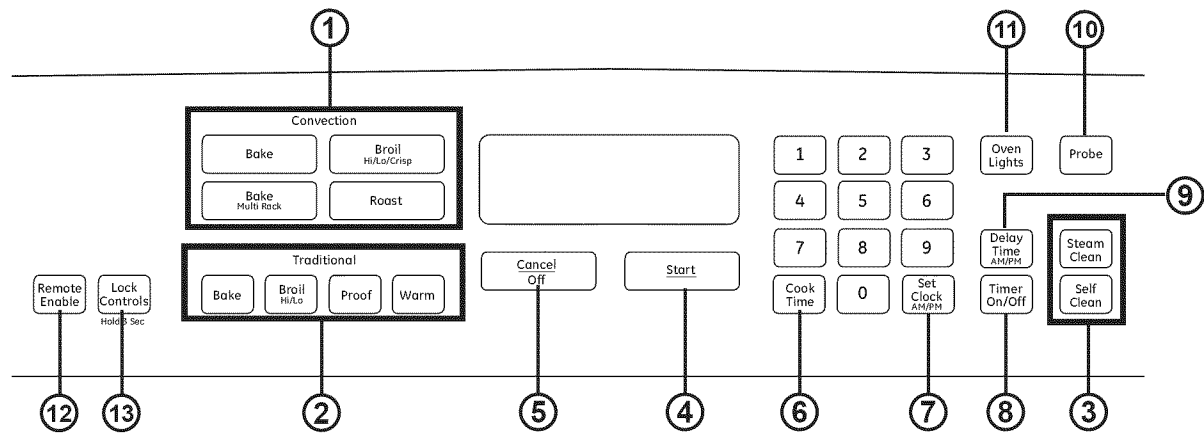 1
11
10
Convection
Bake
Broil
Hi/Lo/Crisp
Bake
Multi Rack
Roast
1 2 3
4 5 6
7 8 9
0
Oven
Lights
Probe
9
Traditional
Bake
Broil
Hi/Lo
Proof
Warm
Cancel
Off
Start
Delay
Time
AM/PM
Steam
Clean
Remote
Enable
Lock
Controls
Hold 3 Sec
Cook
Time
Set
Clock
AM/PM
Timer
On/Off
Self
Clean
12
13
2
5
4
6
7
8
3